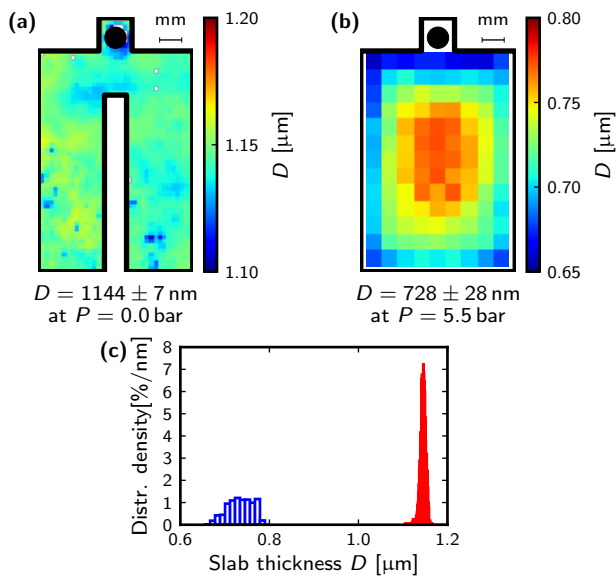 (a)
mm
1.20
1.15
1.10
D [μm]
D = 1144 ± 7 nm
at P = 0.0 bar
(b)
mm
0.80
0.75
0.70
0.65
D [μm]
D = 728 ± 28 nm
at P = 5.5 bar
(c)
Distr. density[%/nm]
8
7
6
5
4
3
2
1
0
0.6 0.8 1.0 1.2
Slab thickness D [μm]